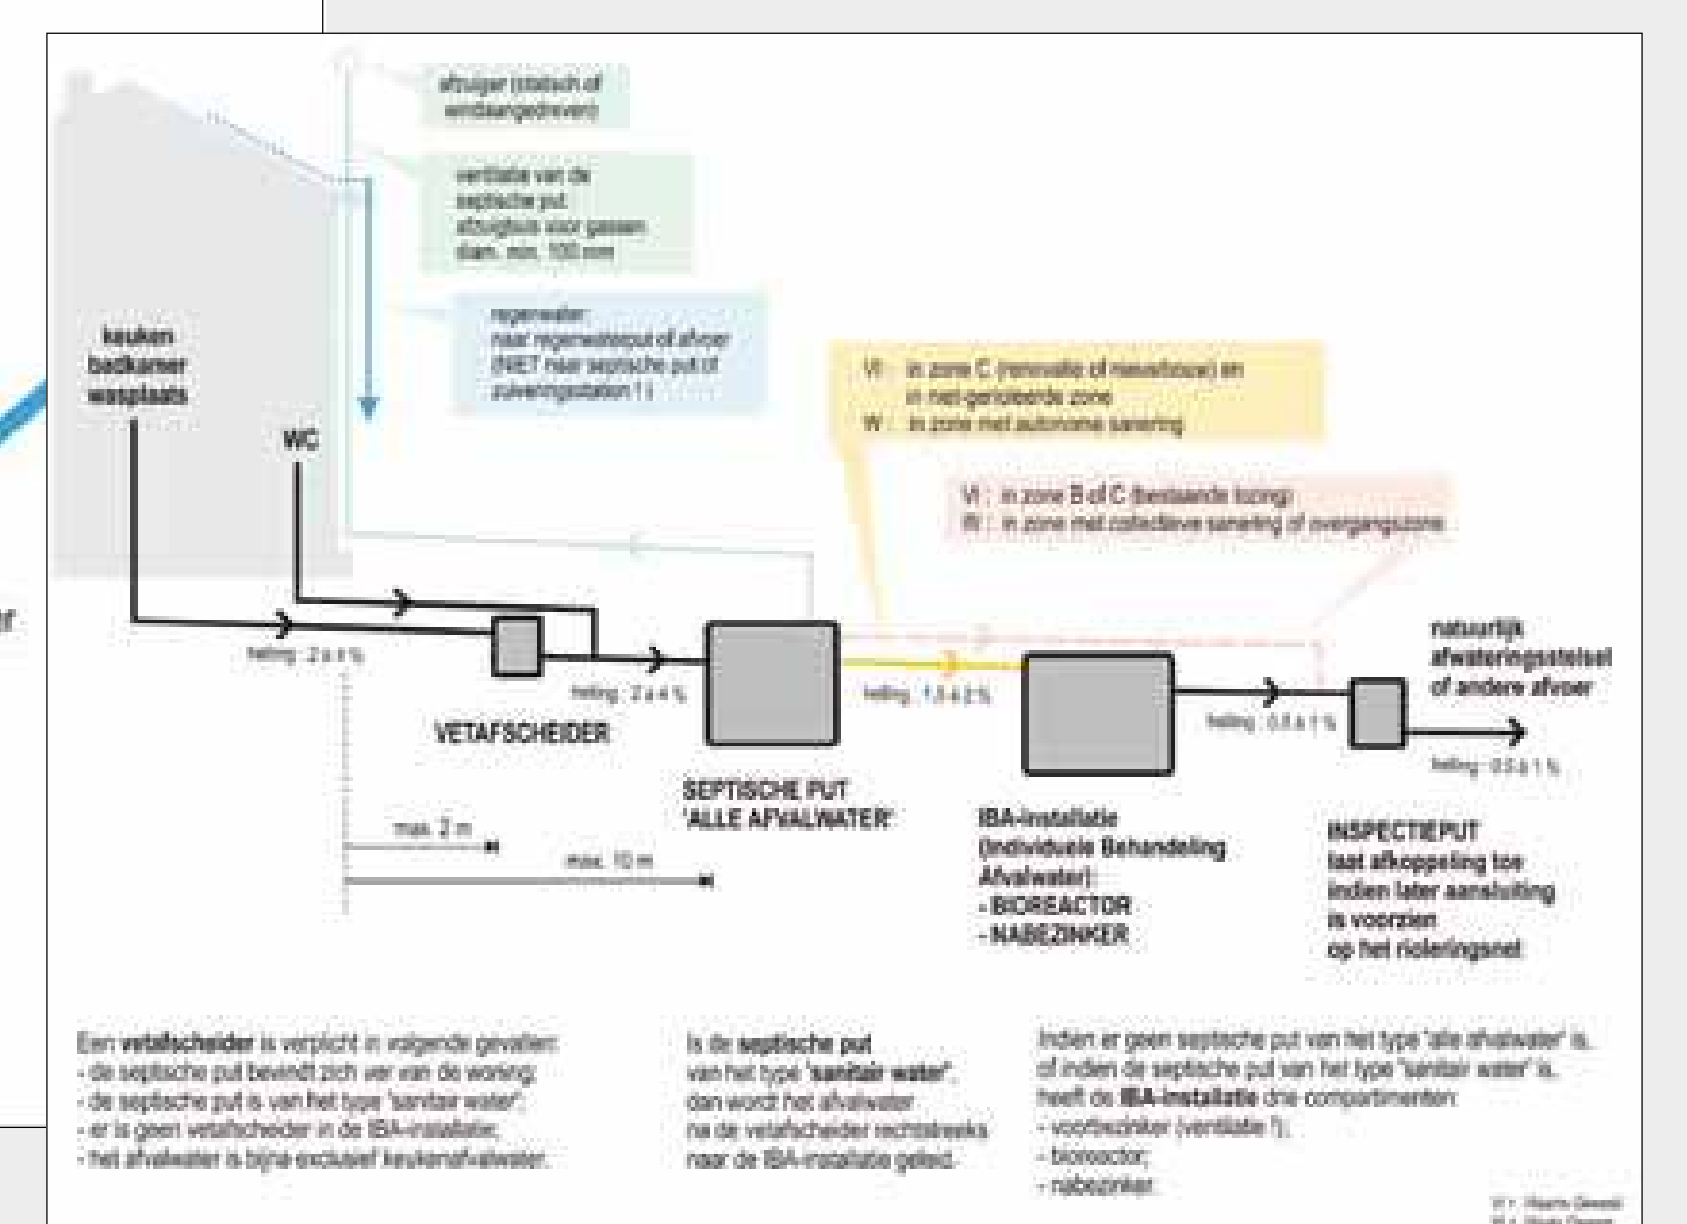 afzuiger (statisch of
windaangedreven)
ventilatie van de
septische put:
afzuigbuis voor gassen
diam. min. 100 mm
regenwater:
naar regenwaterput of afvoer
(NIET naar septische put of
zuiveringsstation !)
keuken
badkamer
wasplaats
WC
Vl : in zone C (renovatie of nieuwbouw) en
in niet-gerioleerde zone
W : in zone met autonome sanering
Vl : in zone B of C (bestaande lozing)
W : in zone met collectieve sanering of overgangszone
helling : 2 à 4 %
helling : 2 à 4 %
helling : 1,5 à 2 %
helling : 0.5 à 1 %
natuurlijk
afwateringsstelsel
of andere afvoer
helling : 0.5 à 1 %
VETAFSCHEIDER
SEPTISCHE PUT
'ALLE AFVALWATER'
max. 2 m
max. 10 m
IBA-installatie
(Individuele Behandeling
Afvalwater):
- BIOREACTOR
- NABEZINKER
INSPECTIEPUT
laat afkoppeling toe
indien later aansluiting
is voorzien
op het rioleringsnet
Een vetafscheider is verplicht in volgende gevallen:
- de septische put bevindt zich ver van de woning;
- de septische put is van het type 'sanitair water';
- er is geen vetafscheider in de IBA-installatie;
- het afvalwater is bijna exclusief keukenafvalwater.
Is de septische put
van het type 'sanitair water',
dan wordt het afvalwater
na de vetafscheider rechtstreeks
naar de IBA-installatie geleid.
Indien er geen septische put van het type 'alle afvalwater' is,
of indien de septische put van het type 'sanitair water' is,
heeft de IBA-installatie drie compartimenten:
- voorbezinker (ventilatie !);
- bioreactor;
- nabezinker.